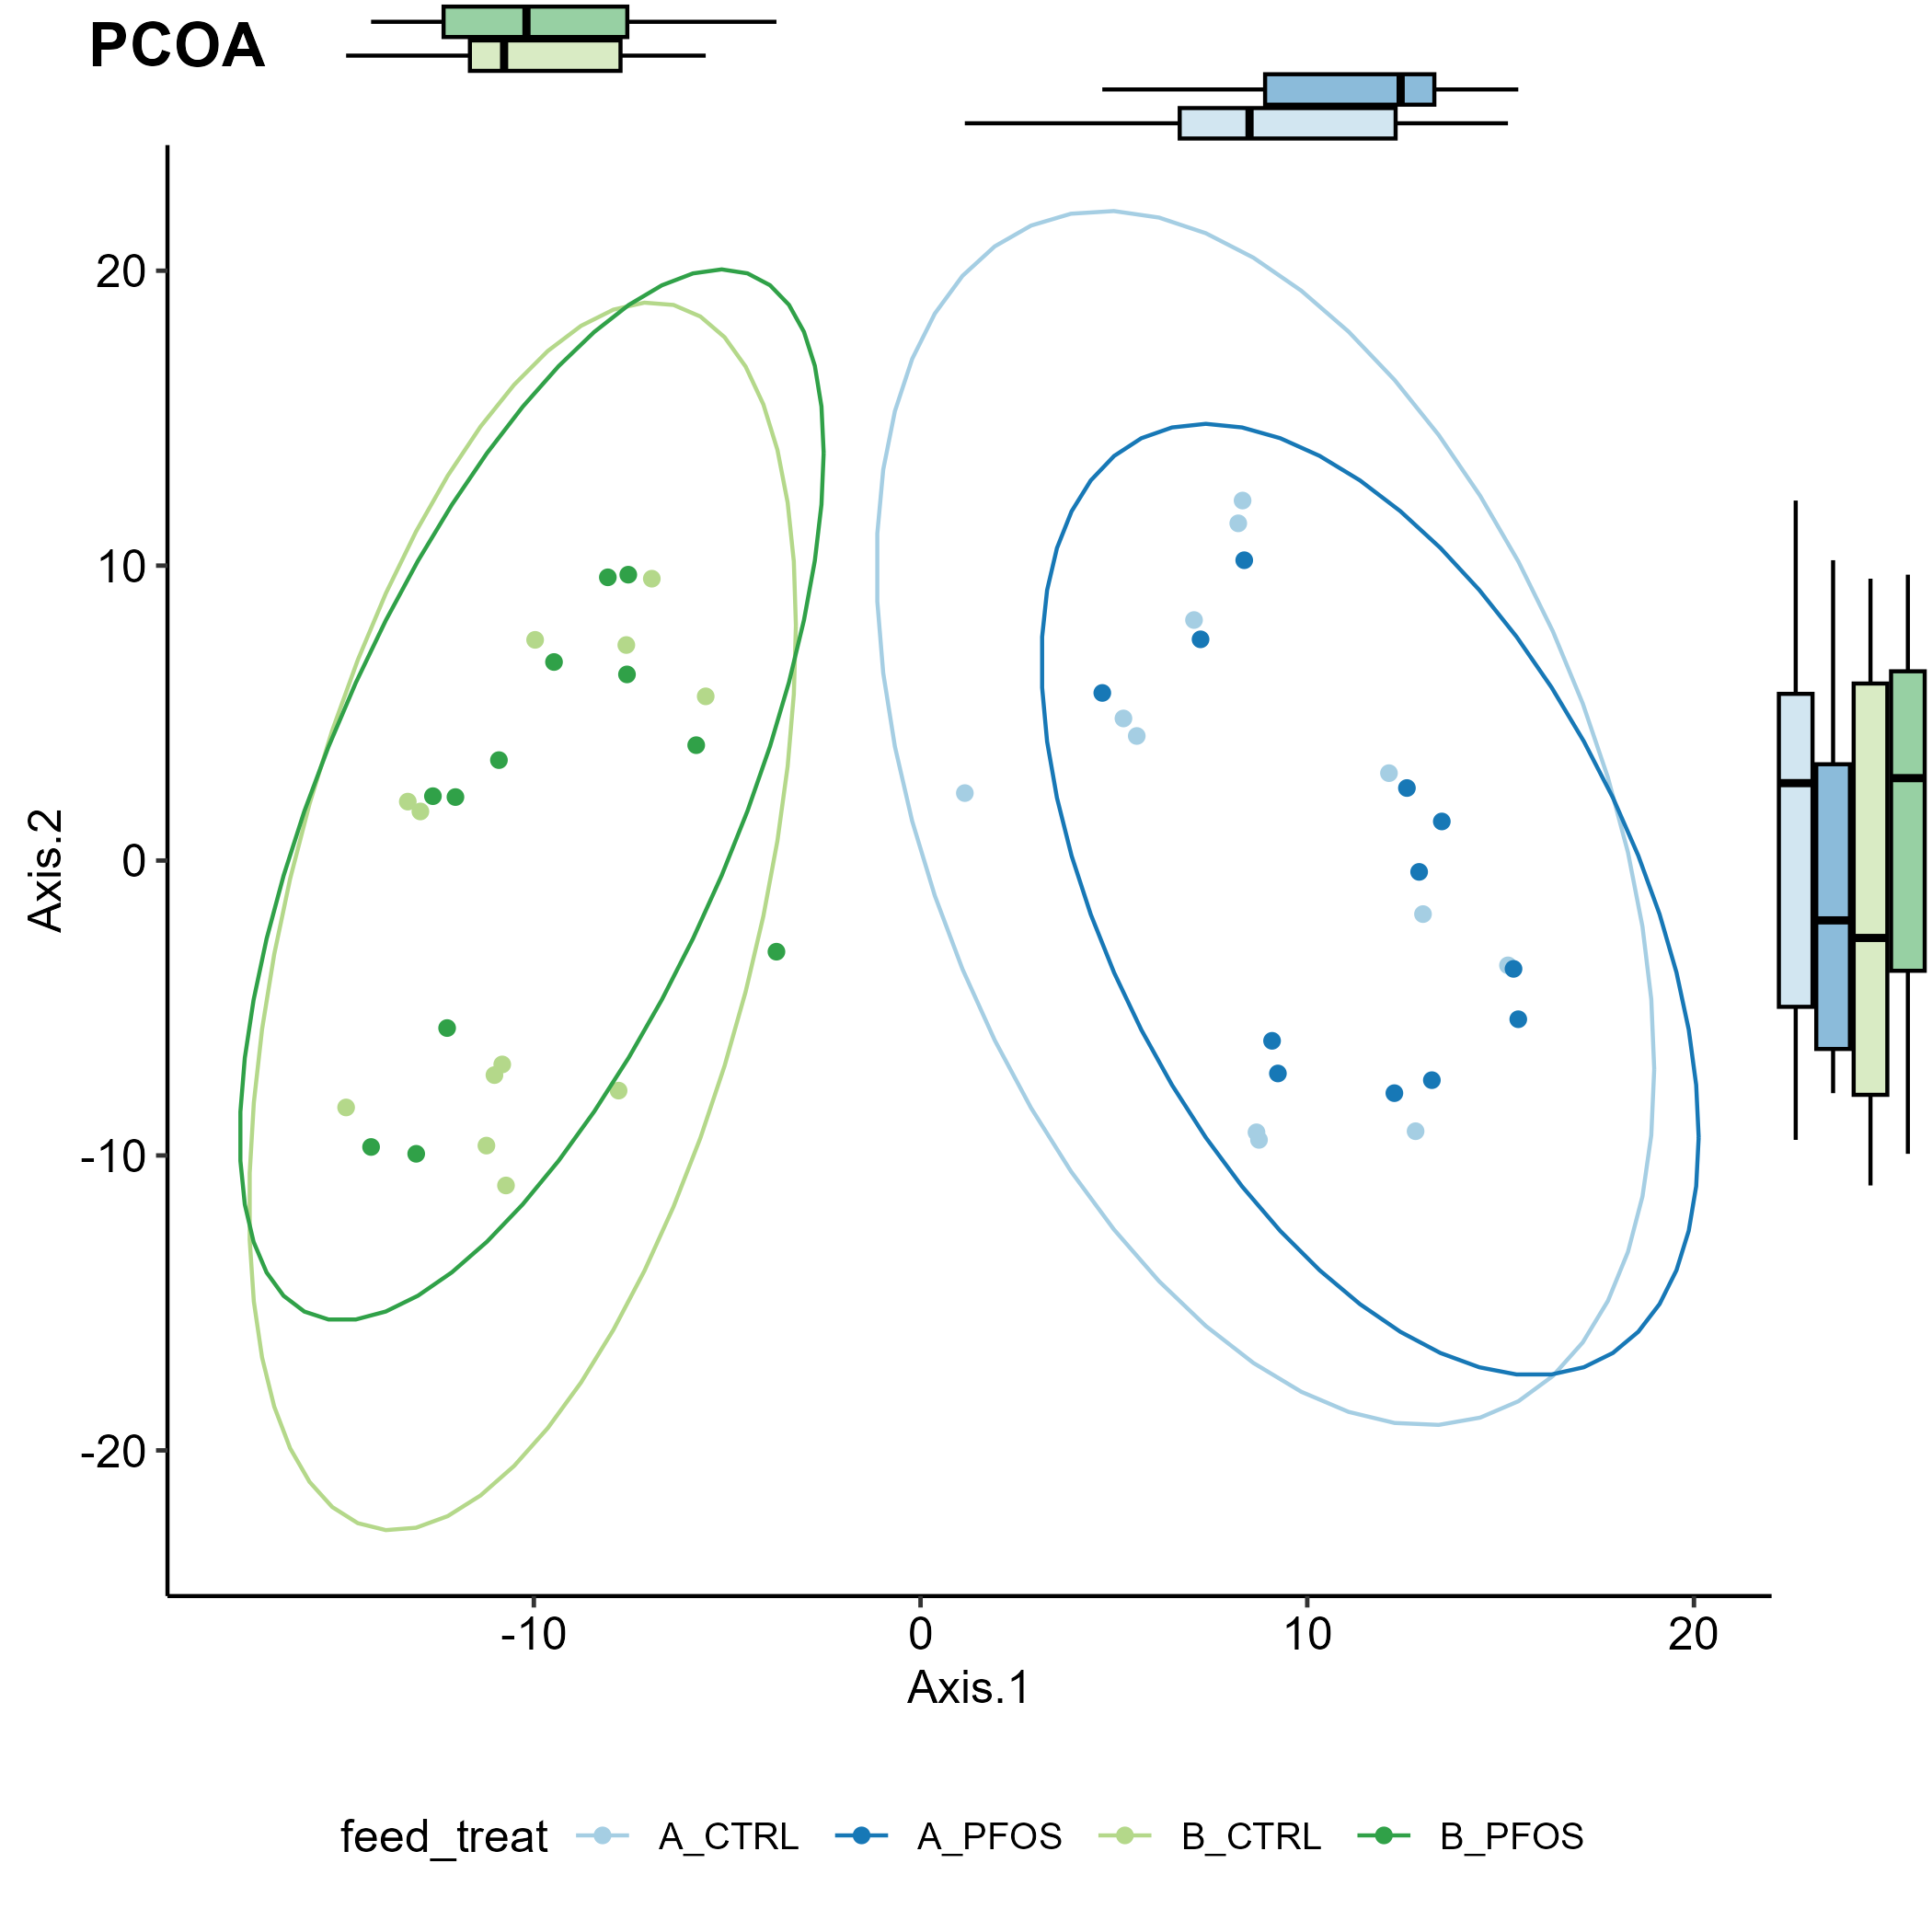 PCOA
20
10
0
-10
-20
Axis.2
-10 0 10 20
Axis.1
feed_treat A_CTRL A_PFOS B_CTRL B_PFOS